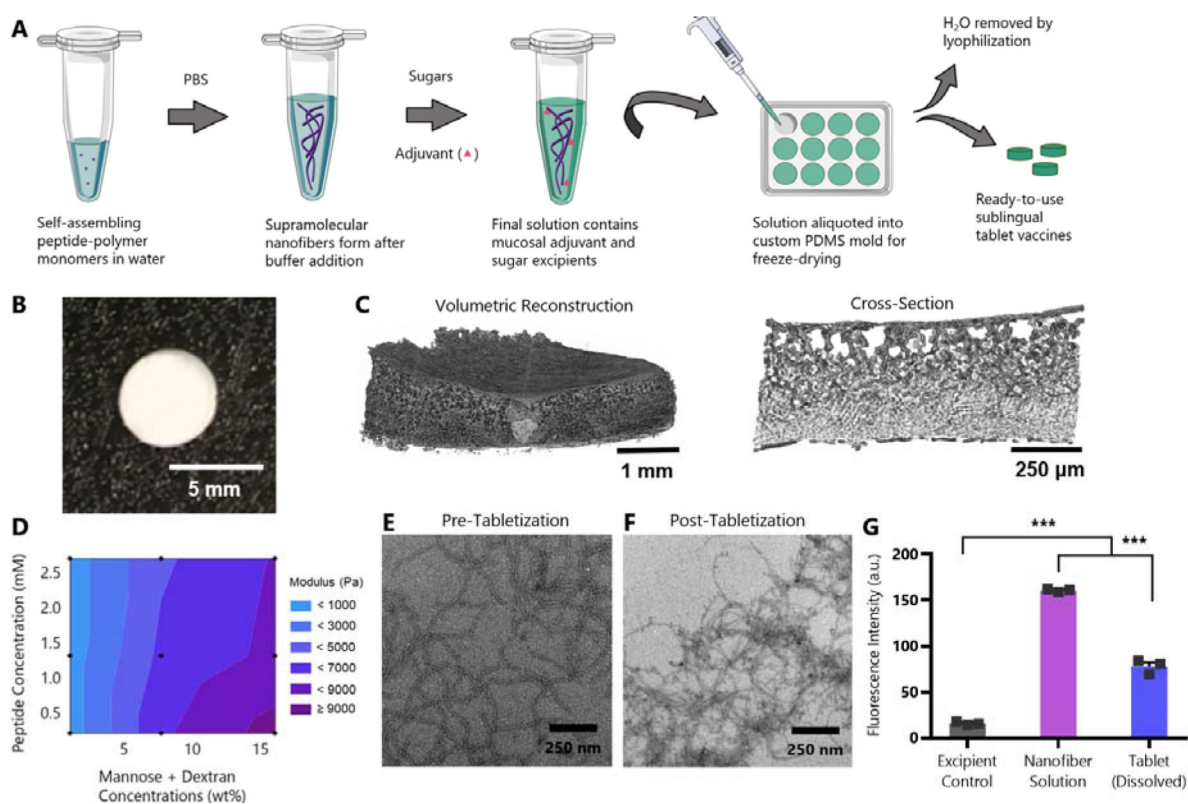 A
PBS
Sugars
Adjuvant (▲)
H₂O removed by
lyophilization
Self-assembling
peptide-polymer
monomers in water
Supramolecular
nanofibers form after
buffer addition
Final solution contains
mucosal adjuvant and
sugar excipients
Solution aliquoted into
custom PDMS mold for
freeze-drying
Ready-to-use
sublingual
tablet vaccines
B
5 mm
C
Volumetric Reconstruction
1 mm
Cross-Section
250 µm
D
Peptide Concentration (mM)
2.5
2.0
1.5
1.0
0.5
5
10
15
Mannose + Dextran
Concentrations (wt%)
Modulus (Pa)
< 1000
< 3000
< 5000
< 7000
< 9000
≥ 9000
E
Pre-Tabletization
250 nm
F
Post-Tabletization
250 nm
G
***
***
Fluorescence Intensity (a.u.)
200
150
100
50
0
Excipient
Control
Nanofiber
Solution
Tablet
(Dissolved)